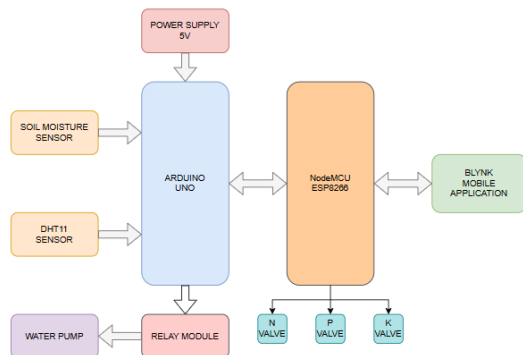 POWER SUPPLY
5V
SOIL MOISTURE
SENSOR
ARDUINO
UNO
NodeMCU
ESP8266
BLYNK
MOBILE
APPLICATION
DHT11
SENSOR
WATER PUMP
RELAY MODULE
N
VALVE
P
VALVE
K
VALVE